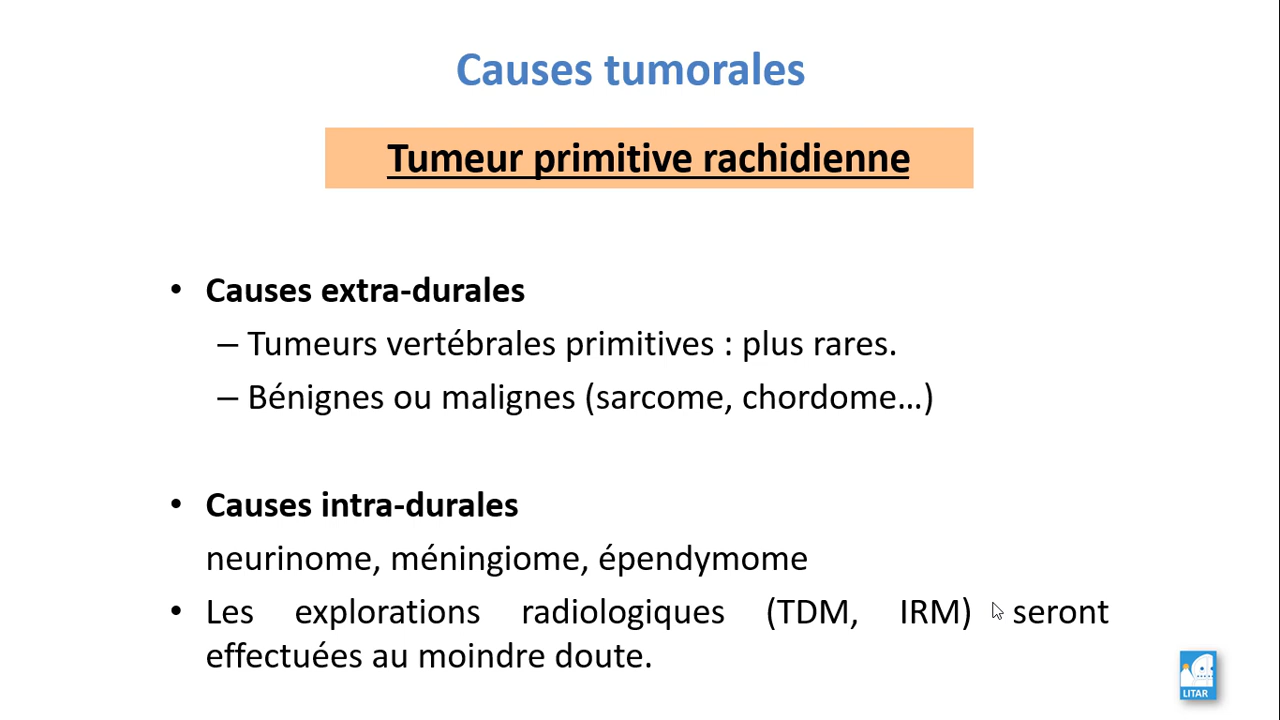 Causes tumorales
Tumeur primitive rachidienne
• Causes extra-durales
– Tumeurs vertébrales primitives : plus rares.
– Bénignes ou malignes (sarcome, chordome…)
• Causes intra-durales
neurinome, méningiome, épendymome
• Les explorations radiologiques (TDM, IRM) seront
effectuées au moindre doute.
LITAR